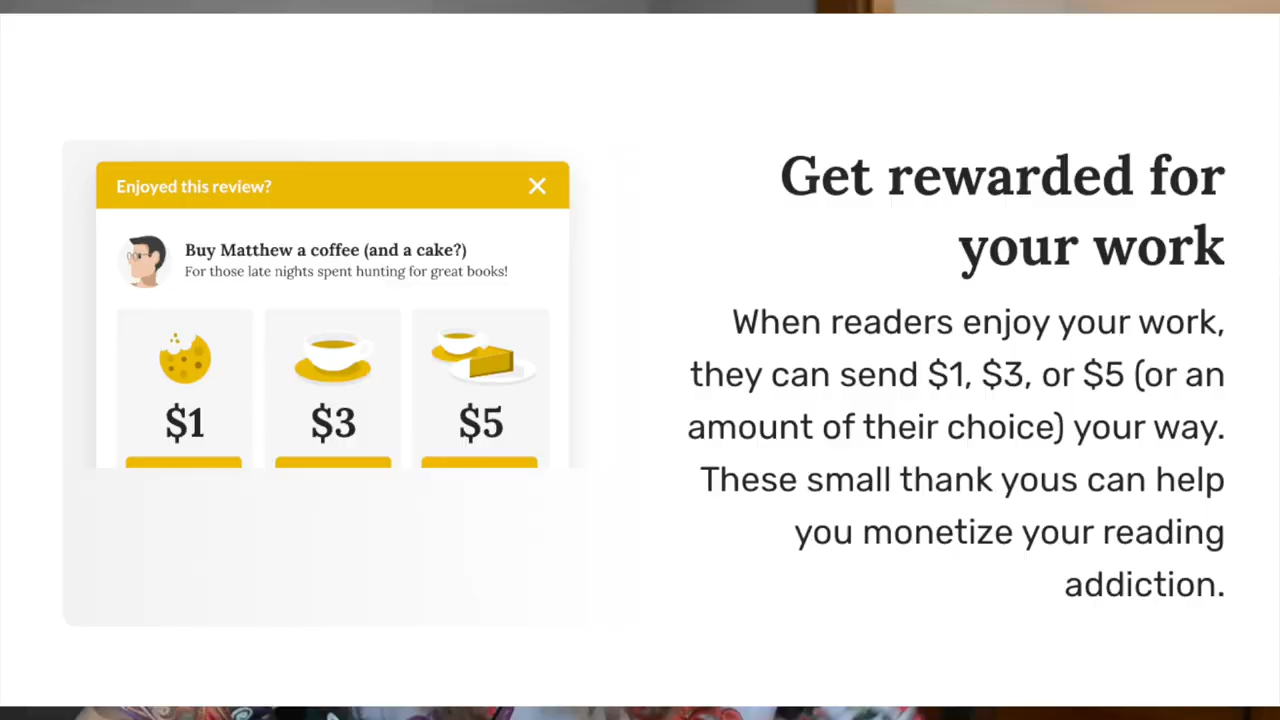 Enjoyed this review?
Buy Matthew a coffee (and a cake?)
For those late nights spent hunting for great books!
$1
$3
$5
Get rewarded for
your work
When readers enjoy your work,
they can send $1, $3, or $5 (or an
amount of their choice) your way.
These small thank yous can help
you monetize your reading
addiction.